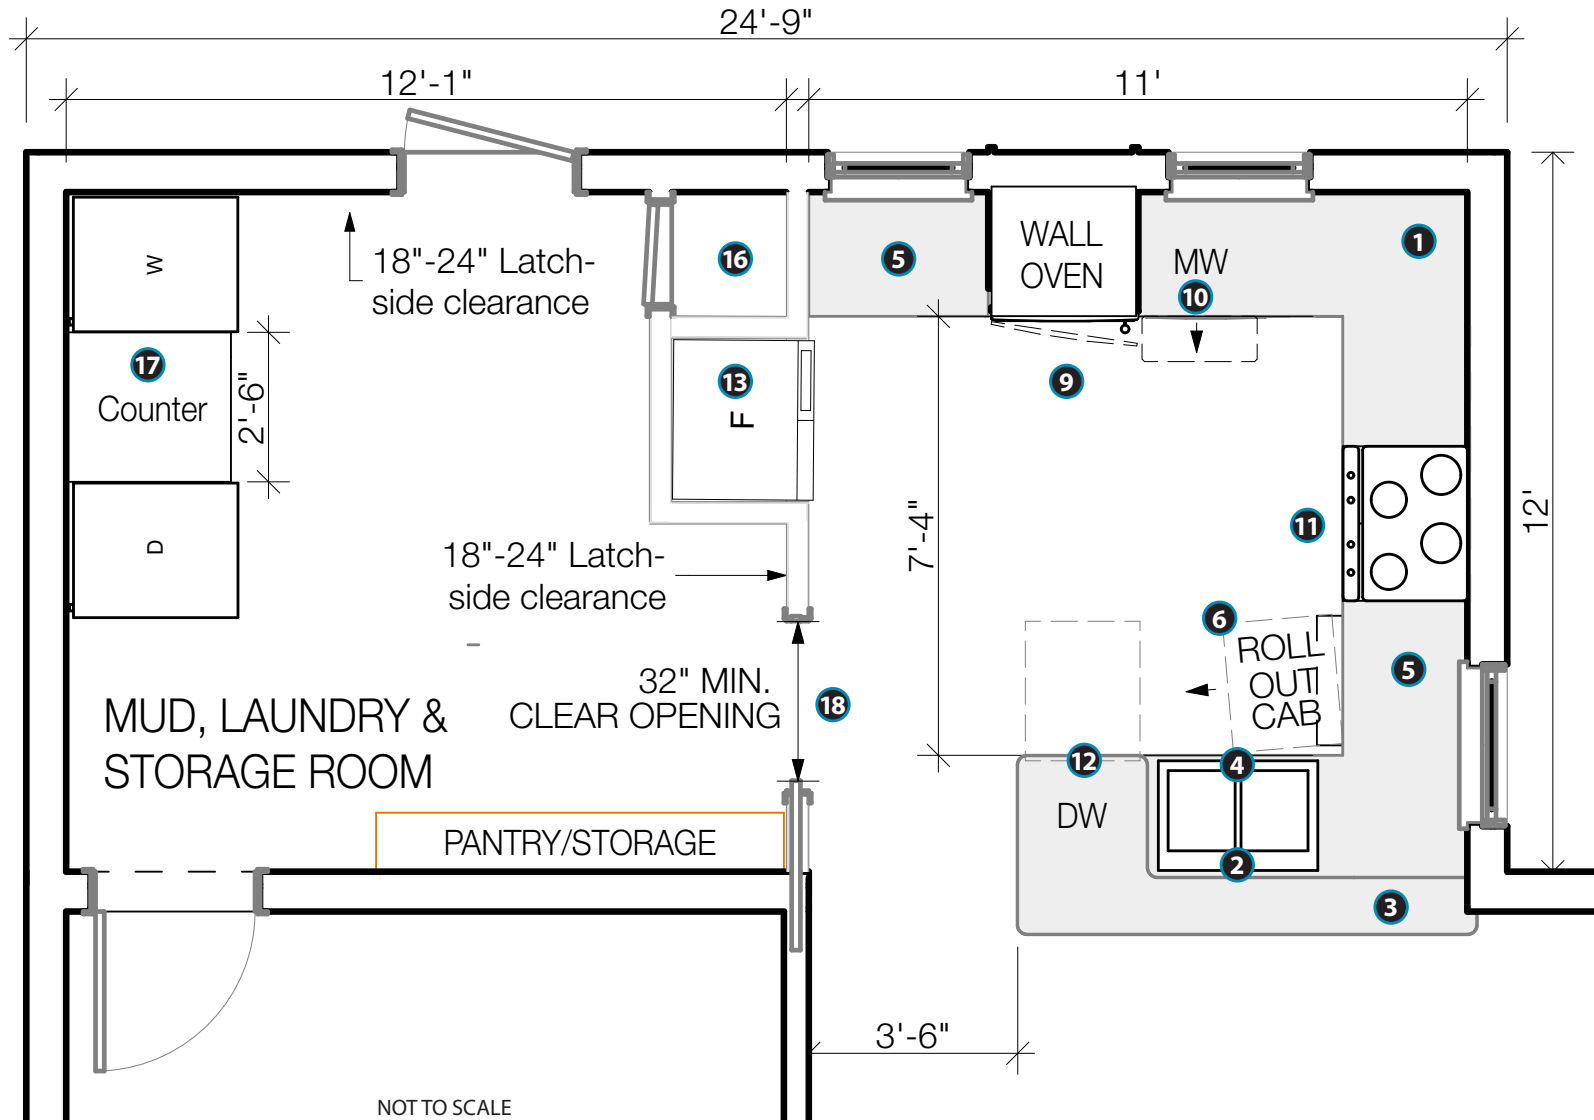 24'-9"
12'-1"
11'
W
18"-24" Latch-
side clearance
16
5
WALL
OVEN
MW
10
1
17
Counter
2'-6"
13
F
9
D
18"-24" Latch-
side clearance
7'-4"
11
12'
6
ROLL
OUT
CAB
5
32" MIN.
CLEAR OPENING
18
MUD, LAUNDRY &
STORAGE ROOM
12
4
DW
PANTRY/STORAGE
2
3
3'-6"
NOT TO SCALE